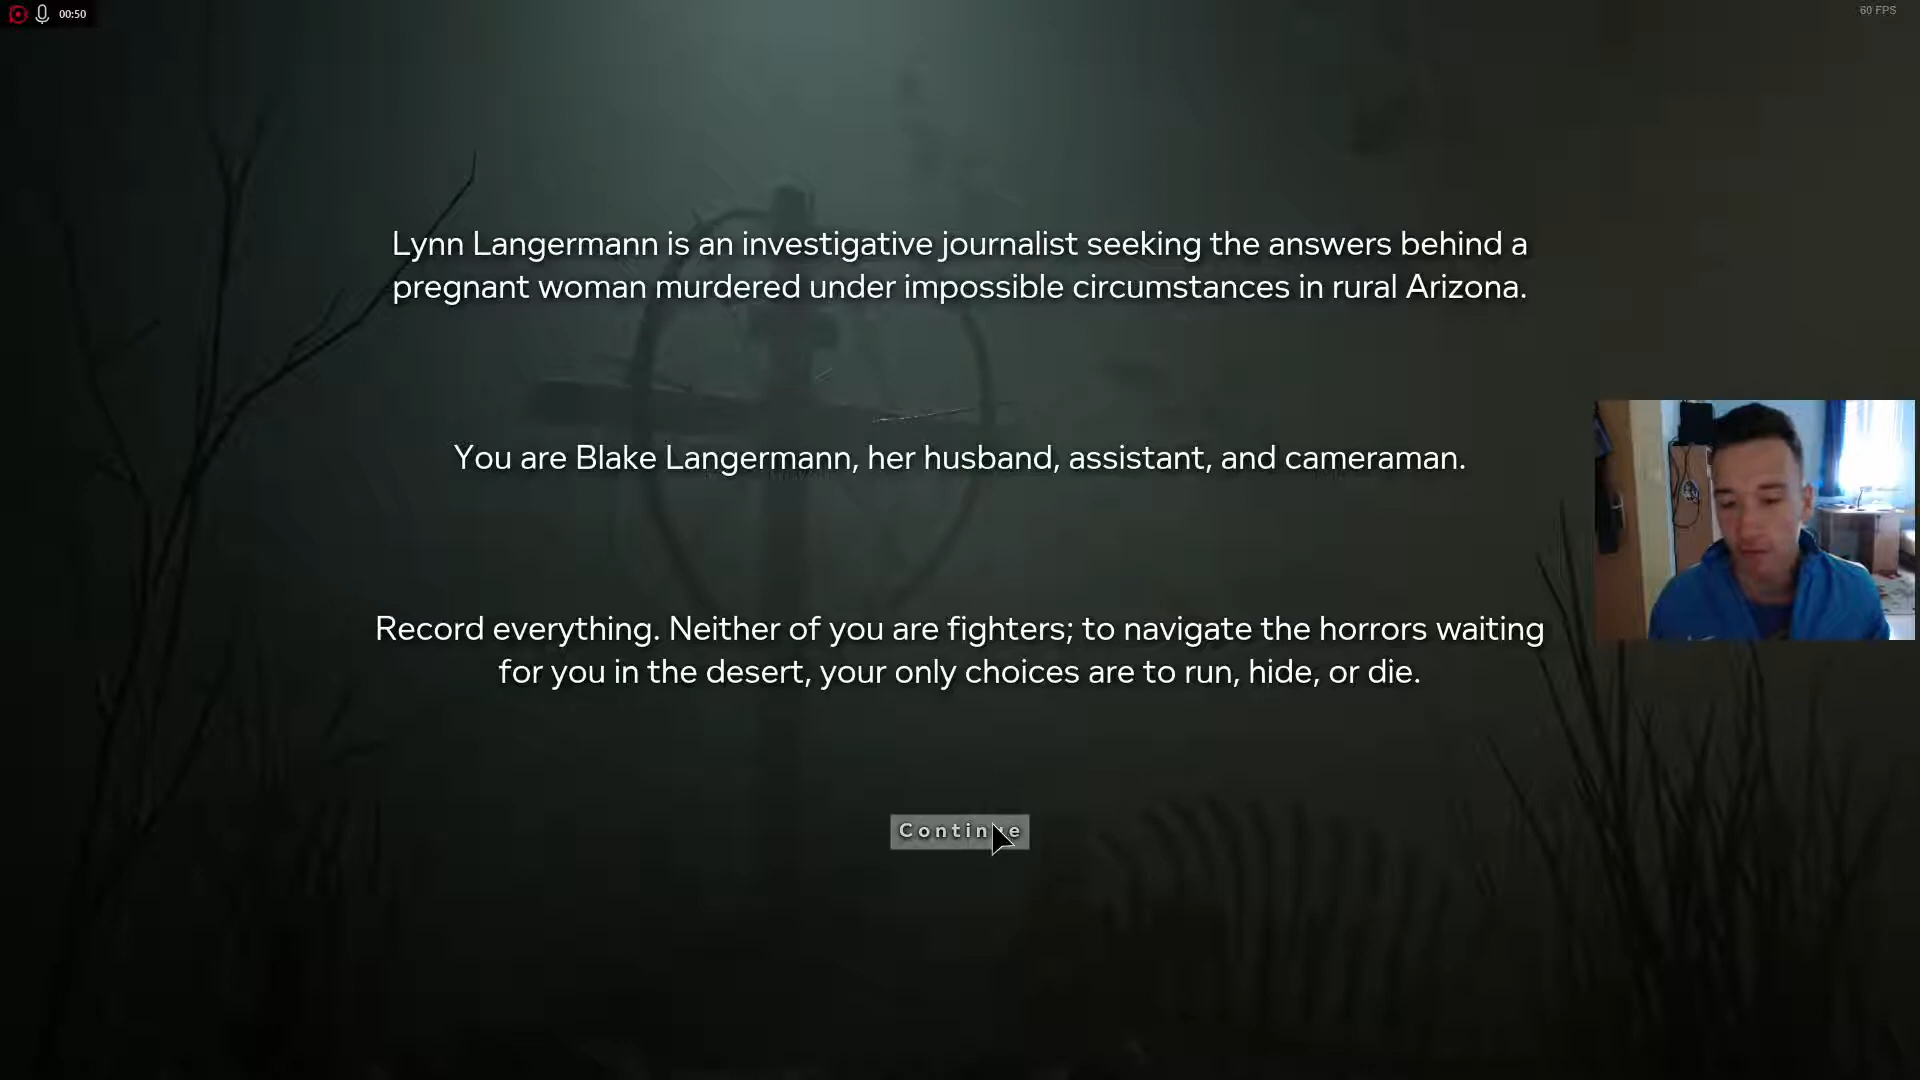 00:50
60 FPS
Lynn Langermann is an investigative journalist seeking the answers behind a
pregnant woman murdered under impossible circumstances in rural Arizona.
You are Blake Langermann, her husband, assistant, and cameraman.
Record everything. Neither of you are fighters; to navigate the horrors waiting
for you in the desert, your only choices are to run, hide, or die.
Continue